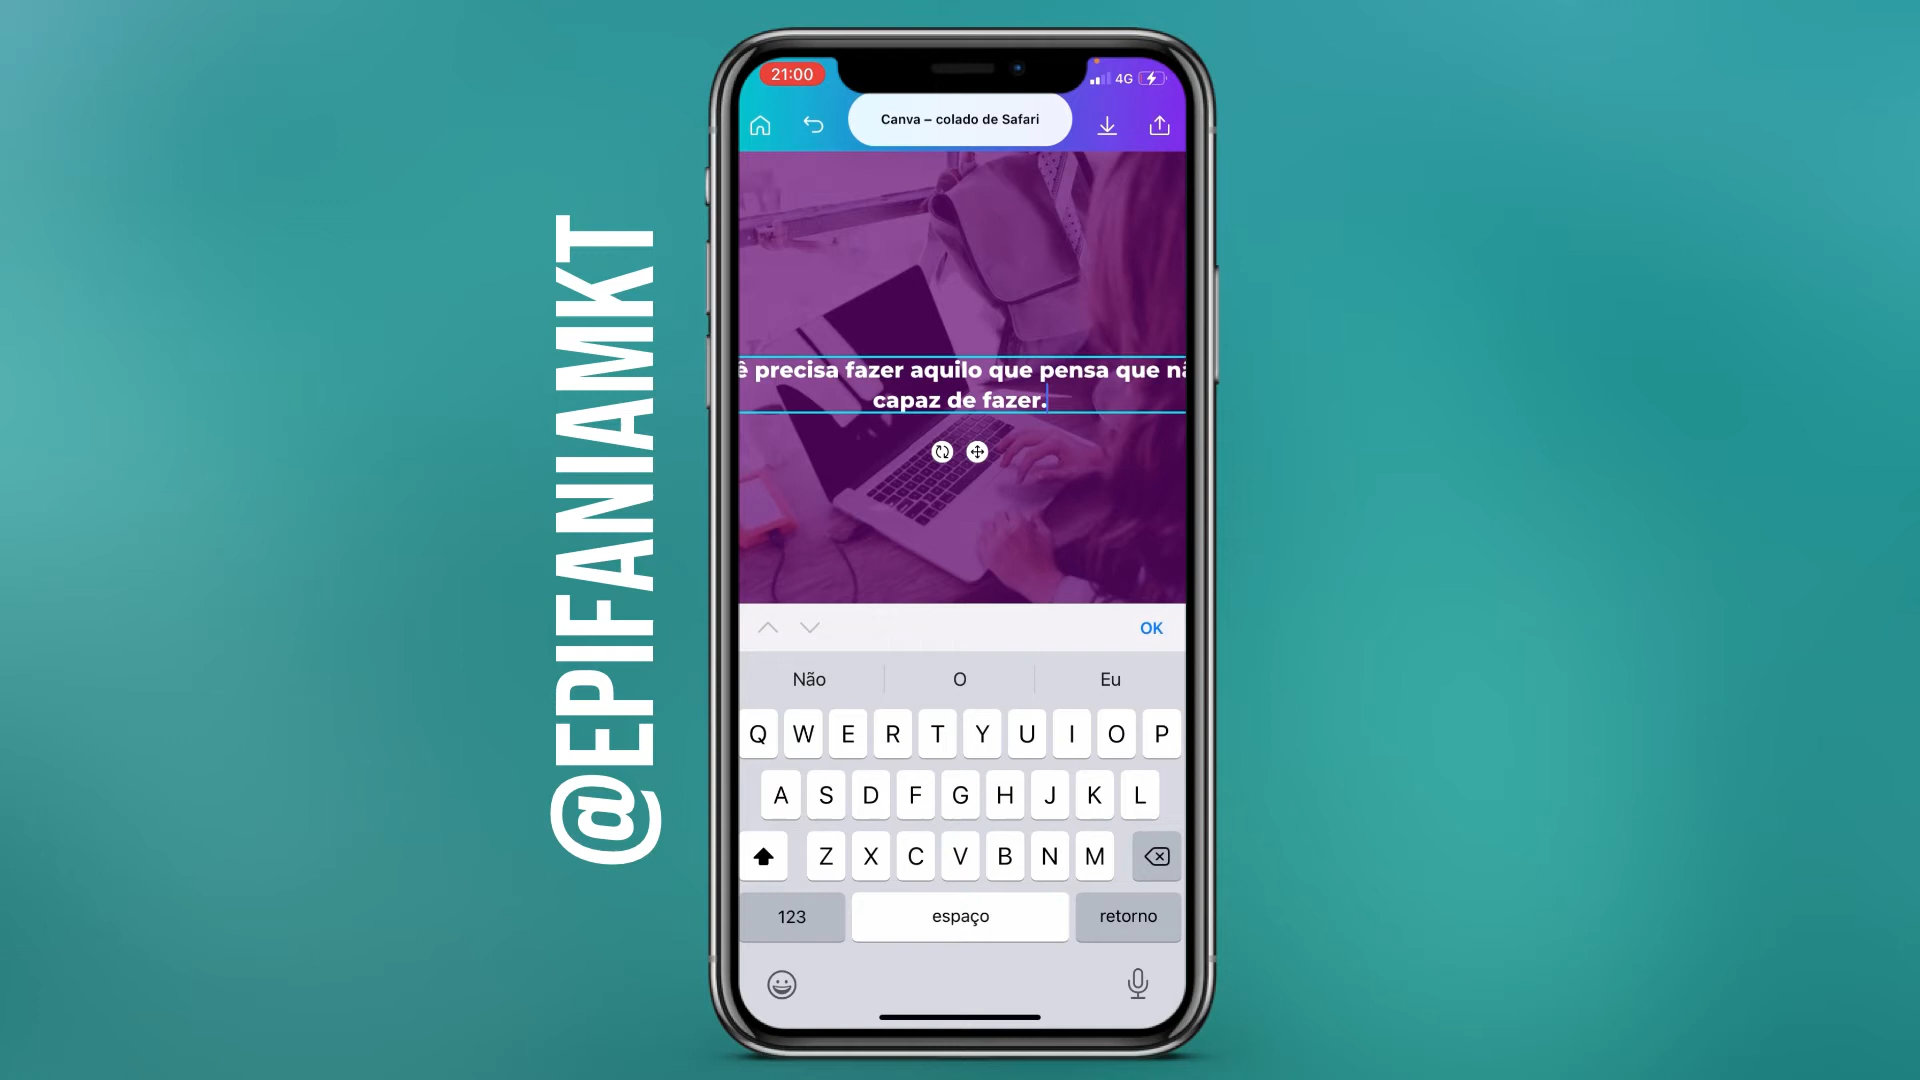 @EPIFANIAMKT
21:00
4G
Canva – colado de Safari
precisa fazer aquilo que pensa que
capaz de fazer.
OK
Não O Eu
Q W E R T Y U I O P
A S D F G H J K L
Z X C V B N M
123 espaço retorno